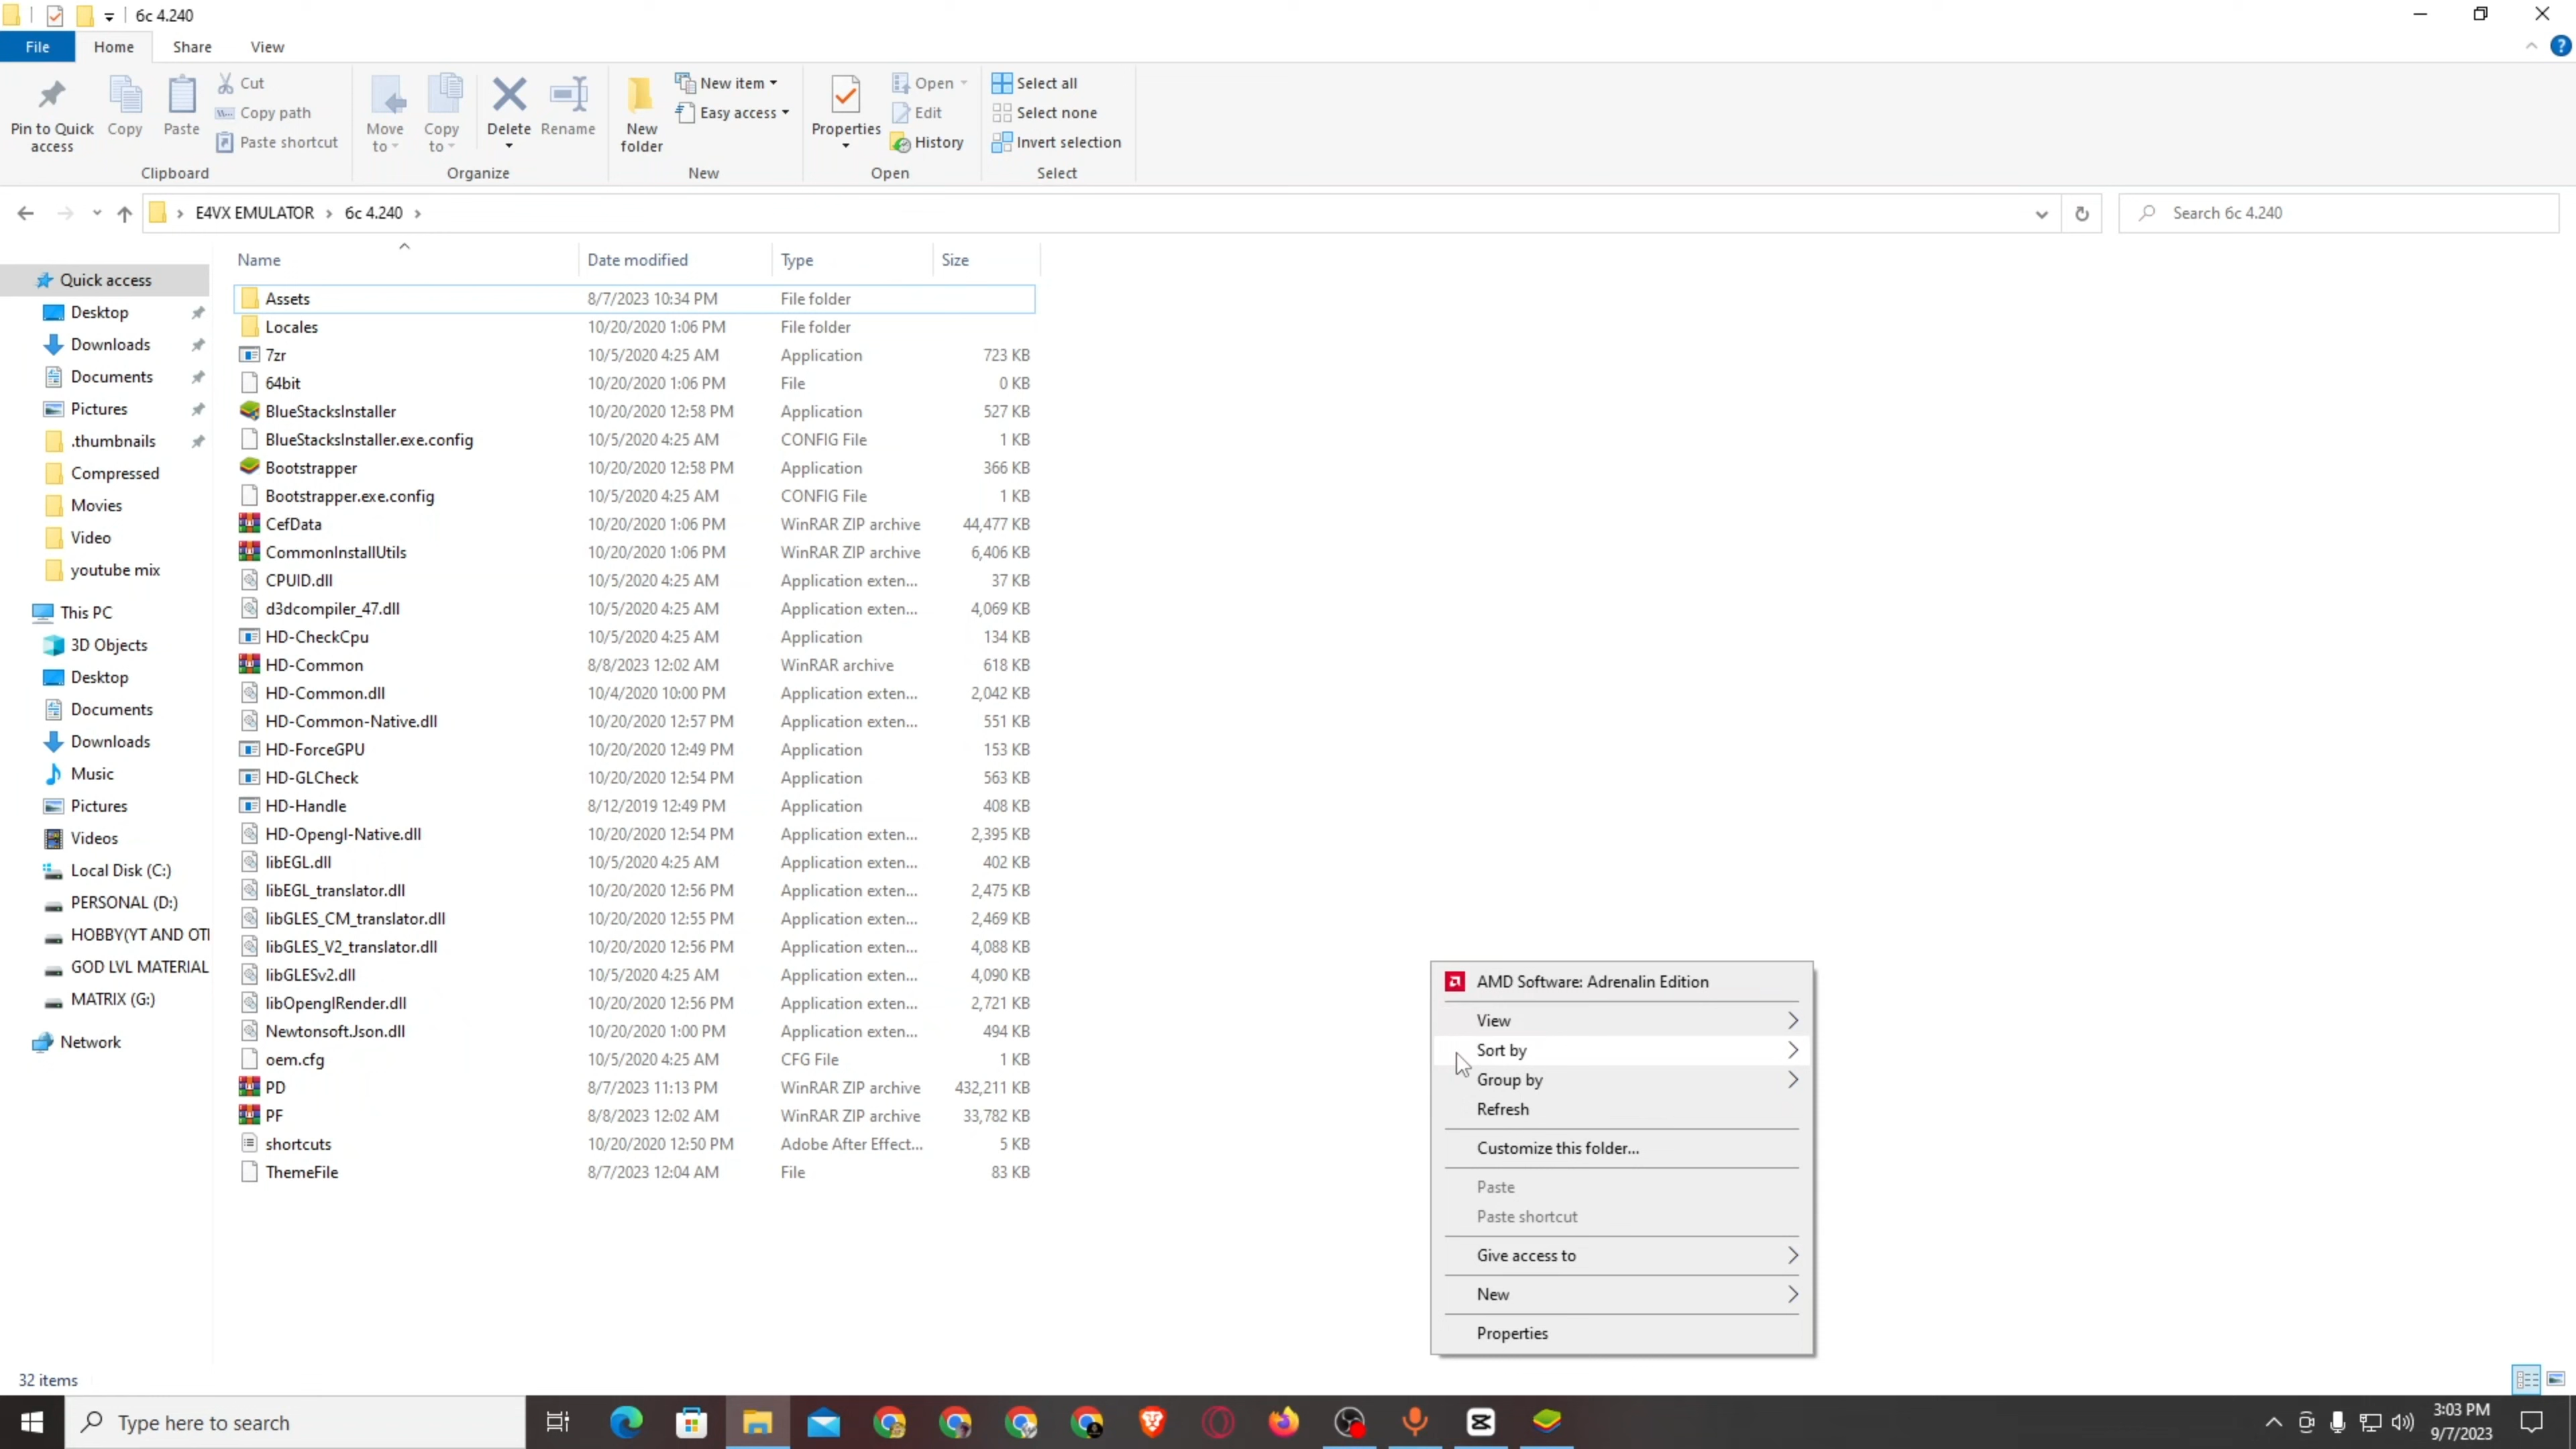 6c 4.240
File Home Share View
Pin to Quick access
Copy
Paste
Cut
Copy path
Paste shortcut
Clipboard
Move to
Copy to
Delete
Rename
Organize
New folder
New item
Easy access
New
Properties
Open
Edit
History
Open
Select all
Select none
Invert selection
Select
E4VX EMULATOR › 6c 4.240 ›
Search 6c 4.240
Quick access
Desktop
Downloads
Documents
Pictures
.thumbnails
Compressed
Movies
Video
youtube mix
This PC
3D Objects
Desktop
Documents
Downloads
Music
Pictures
Videos
Local Disk (C:)
PERSONAL (D:)
HOBBY(YT AND OTI
GOD LVL MATERIAL
MATRIX (G:)
Network
Name Date modified Type Size
Assets 8/7/2023 10:34 PM File folder
Locales 10/20/2020 1:06 PM File folder
7zr 10/5/2020 4:25 AM Application 723 KB
64bit 10/20/2020 1:06 PM File 0 KB
BlueStacksInstaller 10/20/2020 12:58 PM Application 527 KB
BlueStacksInstaller.exe.config 10/5/2020 4:25 AM CONFIG File 1 KB
Bootstrapper 10/20/2020 12:58 PM Application 366 KB
Bootstrapper.exe.config 10/5/2020 4:25 AM CONFIG File 1 KB
CefData 10/20/2020 1:06 PM WinRAR ZIP archive 44,477 KB
CommonInstallUtils 10/20/2020 1:06 PM WinRAR ZIP archive 6,406 KB
CPUID.dll 10/5/2020 4:25 AM Application exten... 37 KB
d3dcompiler_47.dll 10/5/2020 4:25 AM Application exten... 4,069 KB
HD-CheckCpu 10/5/2020 4:25 AM Application 134 KB
HD-Common 8/8/2023 12:02 AM WinRAR archive 618 KB
HD-Common.dll 10/4/2020 10:00 PM Application exten... 2,042 KB
HD-Common-Native.dll 10/20/2020 12:57 PM Application exten... 551 KB
HD-ForceGPU 10/20/2020 12:49 PM Application 153 KB
HD-GLCheck 10/20/2020 12:54 PM Application 563 KB
HD-Handle 8/12/2019 12:49 PM Application 408 KB
HD-Opengl-Native.dll 10/20/2020 12:54 PM Application exten... 2,395 KB
libEGL.dll 10/5/2020 4:25 AM Application exten... 402 KB
libEGL_translator.dll 10/20/2020 12:56 PM Application exten... 2,475 KB
libGLES_CM_translator.dll 10/20/2020 12:55 PM Application exten... 2,469 KB
libGLES_V2_translator.dll 10/20/2020 12:56 PM Application exten... 4,088 KB
libGLESv2.dll 10/5/2020 4:25 AM Application exten... 4,090 KB
libOpenglRender.dll 10/20/2020 12:56 PM Application exten... 2,721 KB
Newtonsoft.Json.dll 10/20/2020 1:00 PM Application exten... 494 KB
oem.cfg 10/5/2020 4:25 AM CFG File 1 KB
PD 8/7/2023 11:13 PM WinRAR ZIP archive 432,211 KB
PF 8/8/2023 12:02 AM WinRAR ZIP archive 33,782 KB
shortcuts 10/20/2020 12:50 PM Adobe After Effect... 5 KB
ThemeFile 8/7/2023 12:04 AM File 83 KB
AMD Software: Adrenalin Edition
View
Sort by
Group by
Refresh
Customize this folder...
Paste
Paste shortcut
Give access to
New
Properties
32 items
Type here to search
3:03 PM
9/7/2023